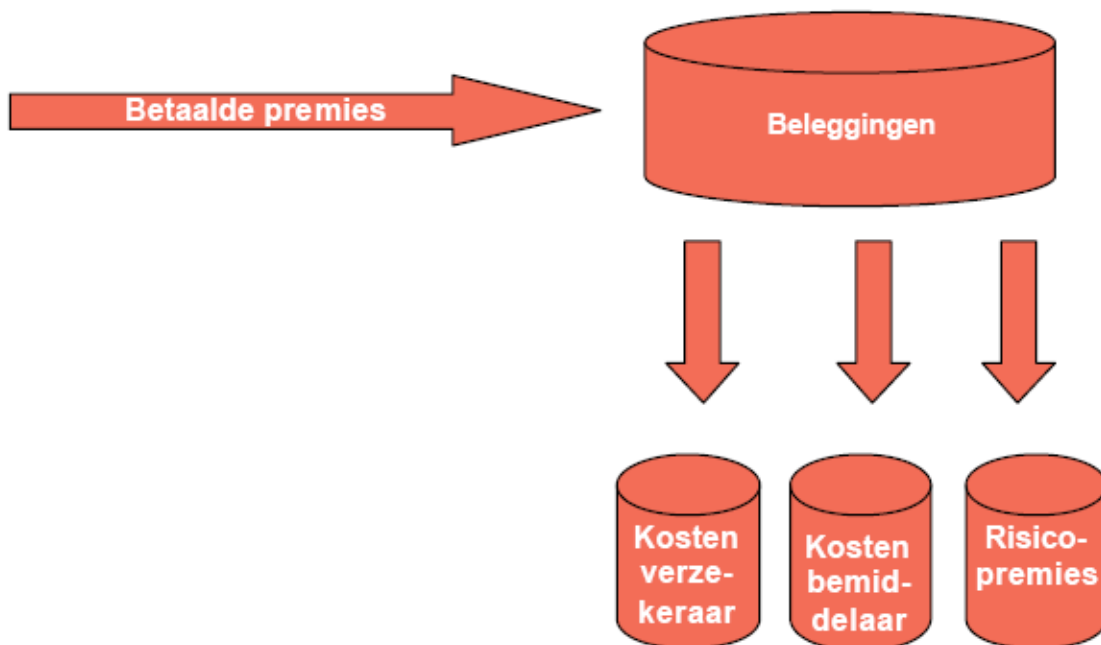 Betaalde premies
Beleggingen
Kosten
verze-
keraar
Kosten
bemid-
delaar
Risico-
premies